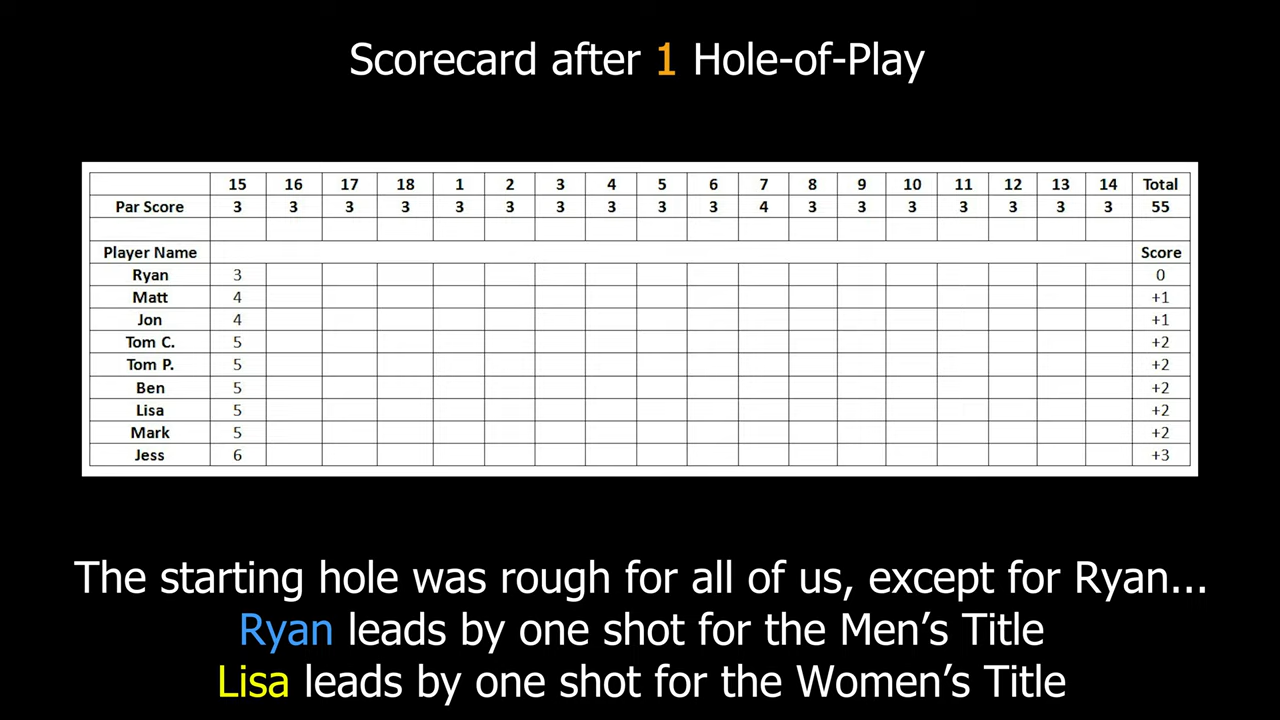 Scorecard after 1 Hole-of-Play
15 16 17 18 1 2 3 4 5 6 7 8 9 10 11 12 13 14 Total
Par Score 3 3 3 3 3 3 3 3 3 3 4 3 3 3 3 3 3 3 55
Player Name Score
Ryan 3 0
Matt 4 +1
Jon 4 +1
Tom C. 5 +2
Tom P. 5 +2
Ben 5 +2
Lisa 5 +2
Mark 5 +2
Jess 6 +3
The starting hole was rough for all of us, except for Ryan...
Ryan leads by one shot for the Men's Title
Lisa leads by one shot for the Women's Title